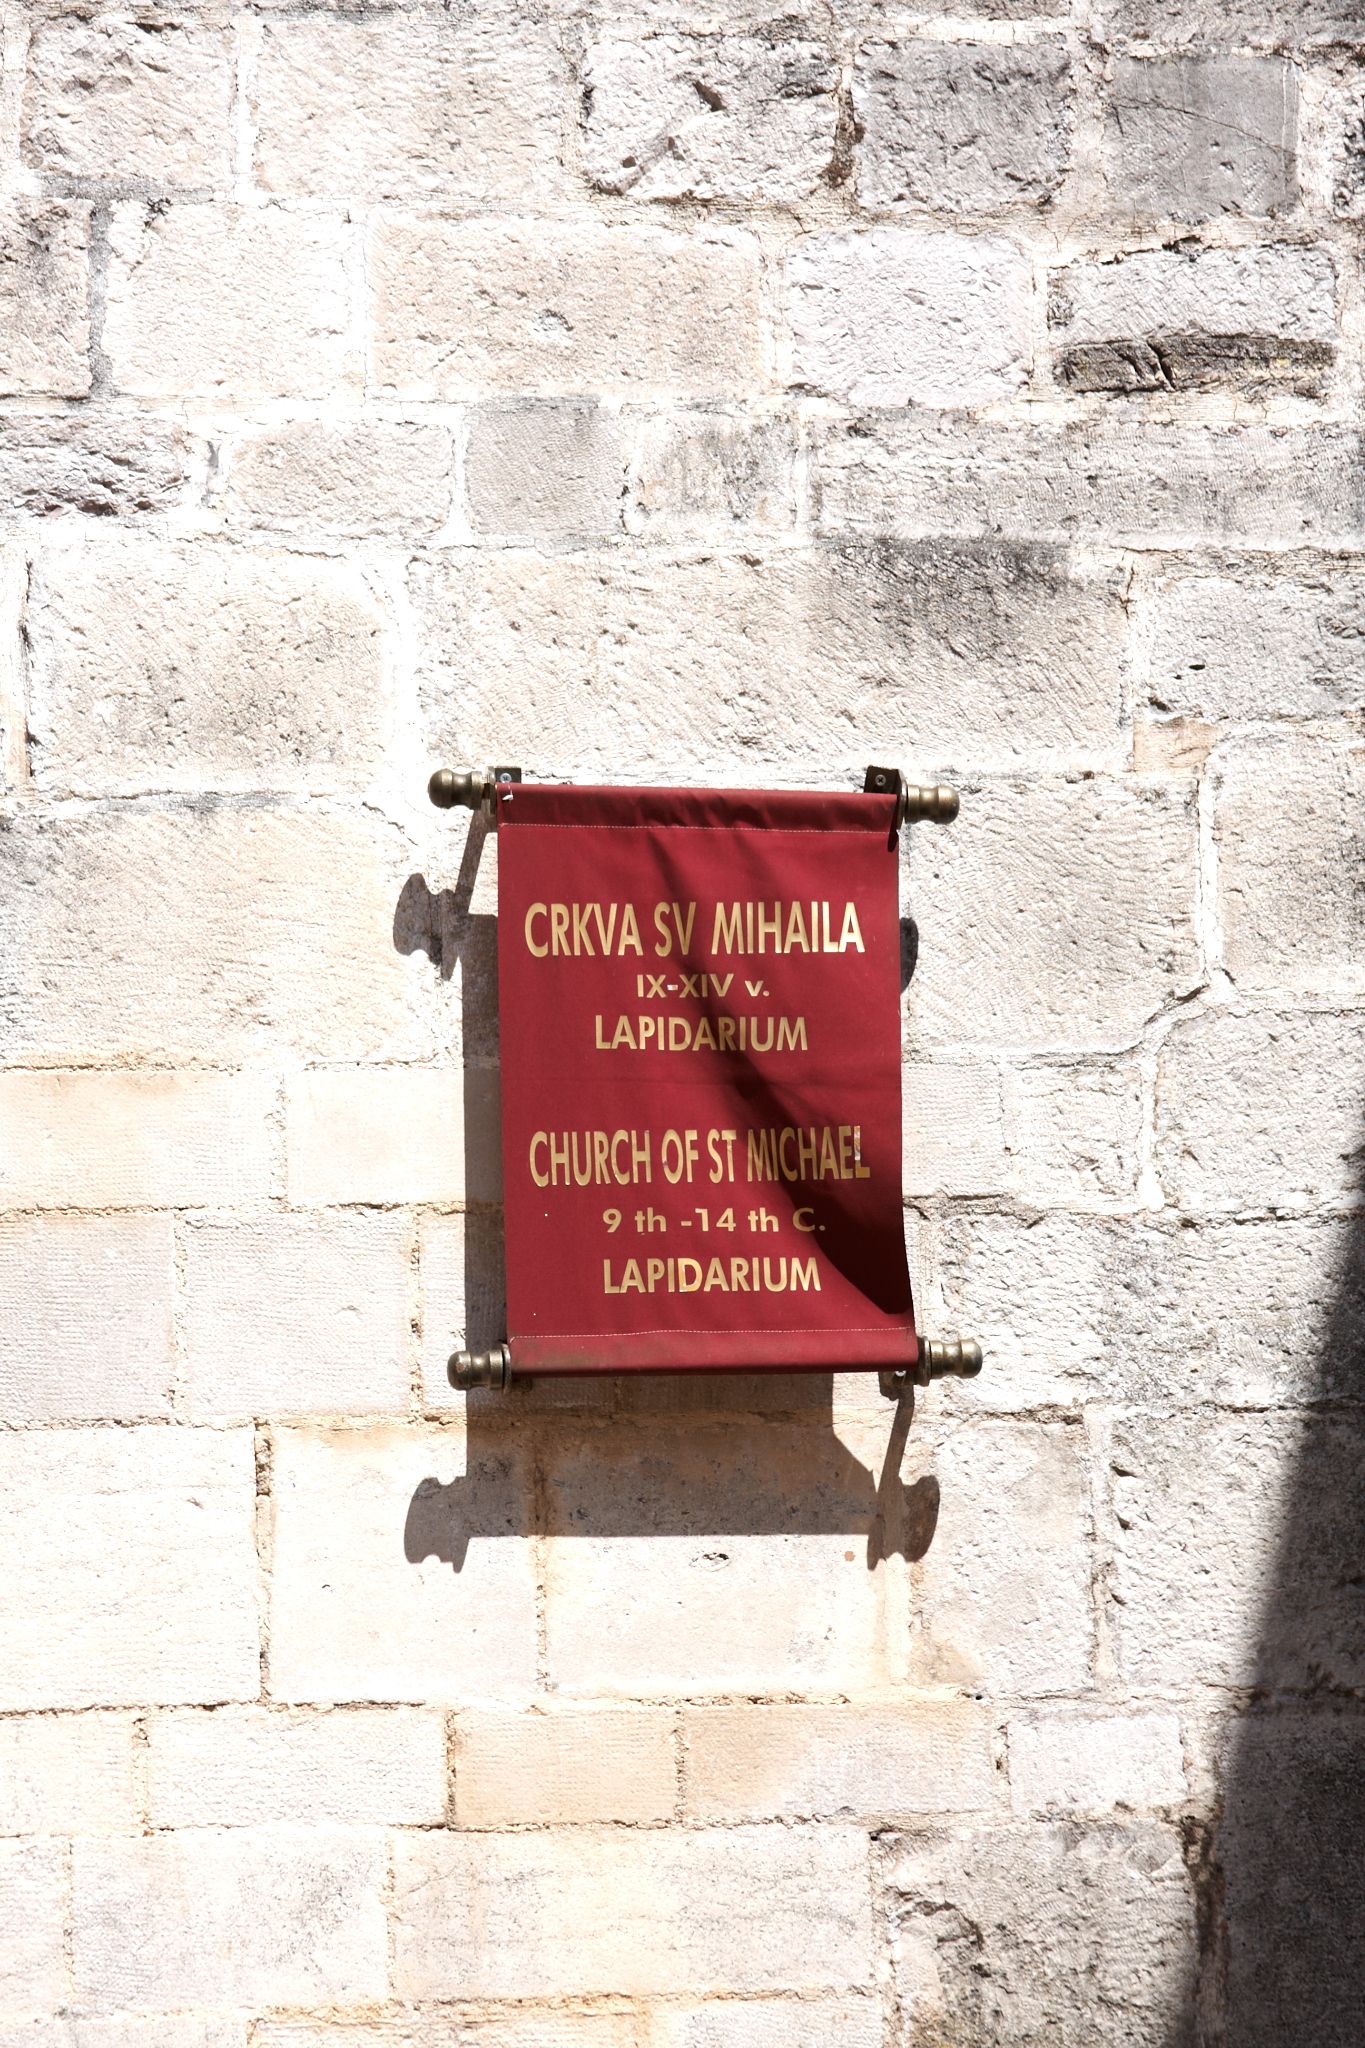 CRKVA SV MIHAILA
IX-XIV v.
LAPIDARIUM
CHURCH OF ST MICHAEL
9 th -14 th C.
LAPIDARIUM